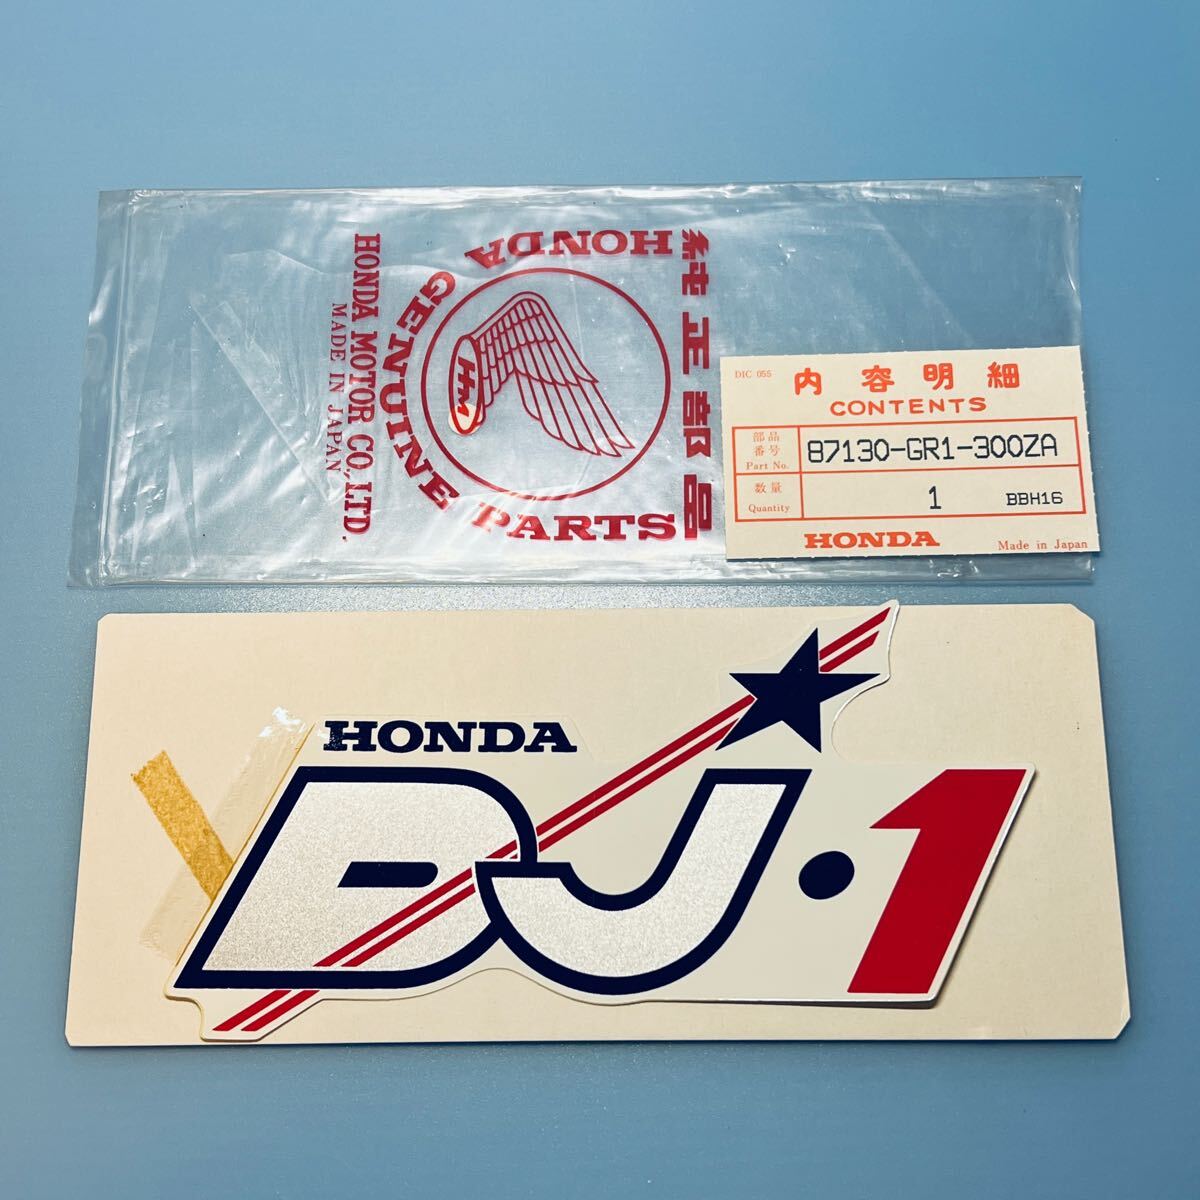 純正部品
HONDA
GENUINE PARTS
HM
HONDA MOTOR CO., LTD.
MADE IN JAPAN
DIC 055
内容明細
CONTENTS
部品
番号
Part No.
87130-GR1-300ZA
数量
Quantity
1 BBH16
HONDA
Made in Japan
HONDA
DJ·1